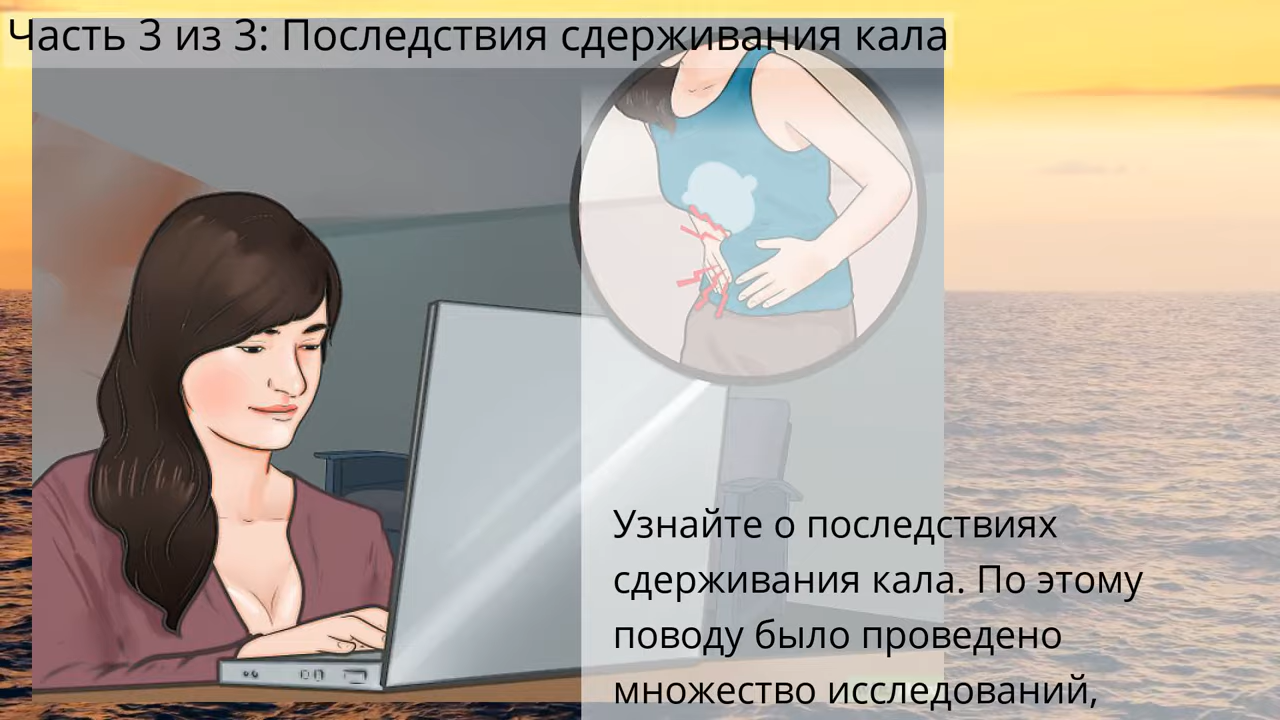 Часть 3 из 3: Последствия сдерживания кала
Узнайте о последствиях
сдерживания кала. По этому
поводу было проведено
множество исследований,